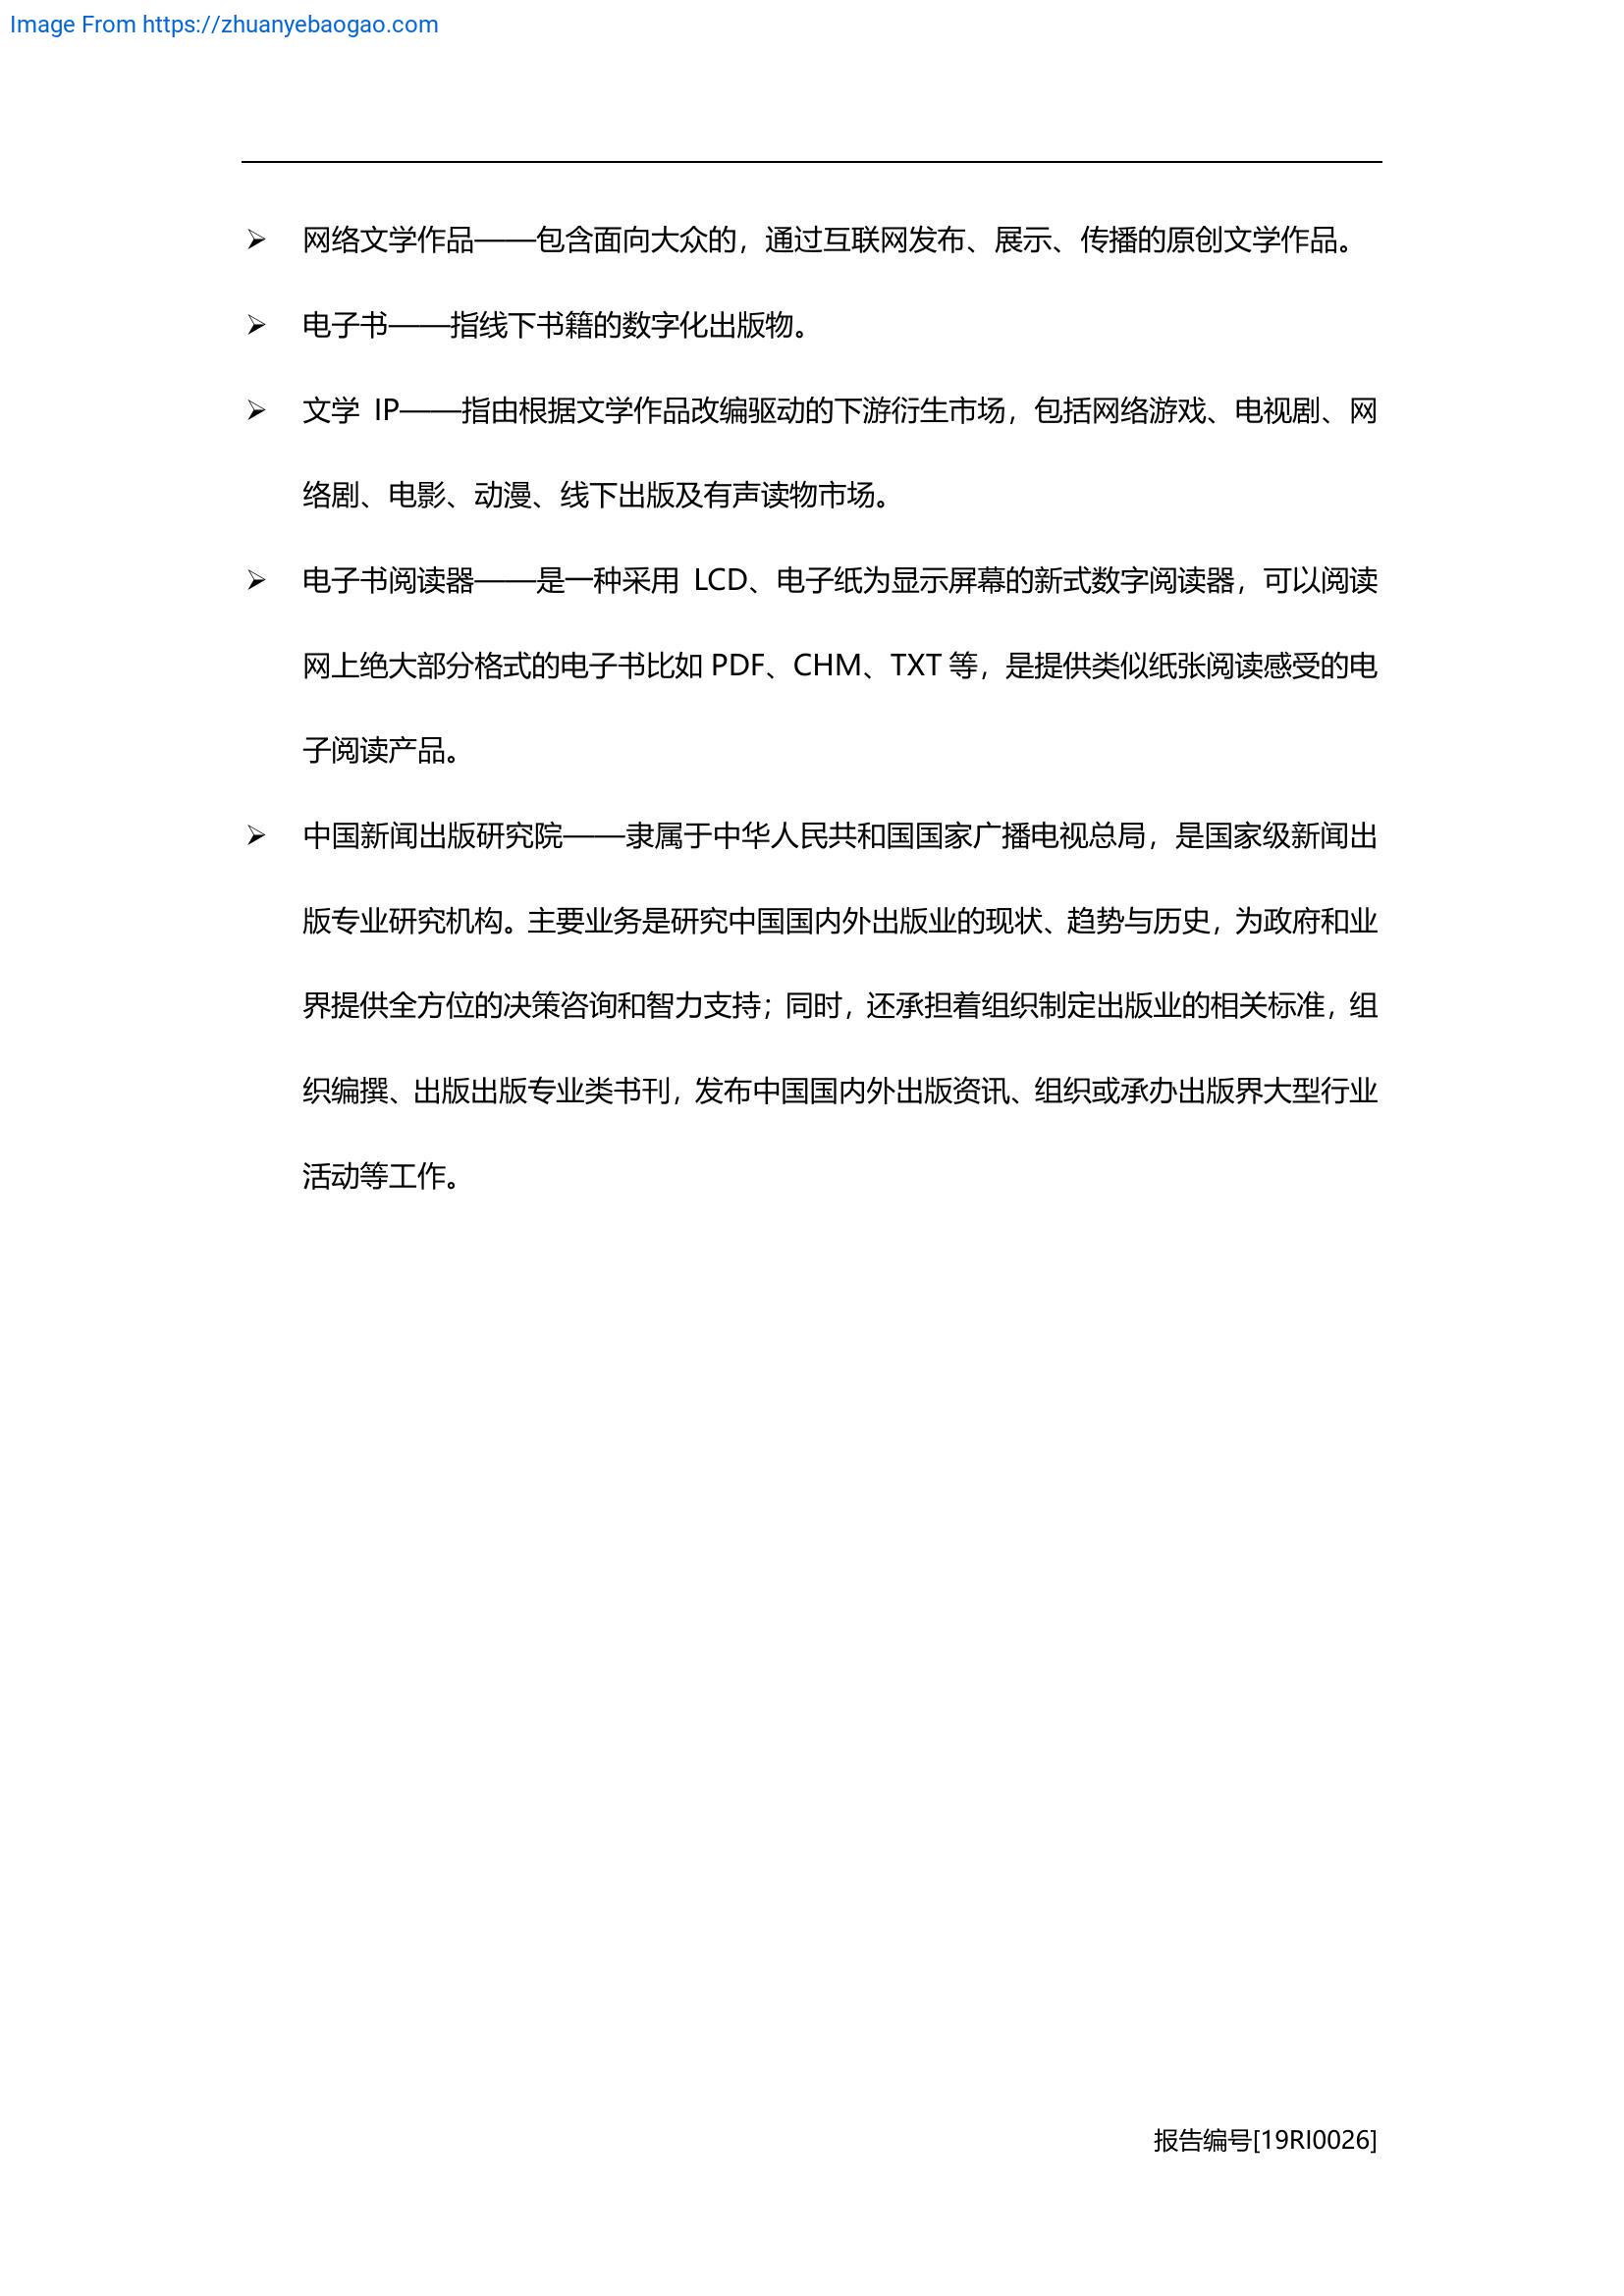 Image From https://zhuanyebaogao.com
➢ 网络文学作品——包含面向大众的，通过互联网发布、展示、传播的原创文学作品。
➢ 电子书——指线下书籍的数字化出版物。
➢ 文学 IP——指由根据文学作品改编驱动的下游衍生市场，包括网络游戏、电视剧、网
络剧、电影、动漫、线下出版及有声读物市场。
➢ 电子书阅读器——是一种采用 LCD、电子纸为显示屏幕的新式数字阅读器，可以阅读
网上绝大部分格式的电子书比如 PDF、CHM、TXT 等，是提供类似纸张阅读感受的电
子阅读产品。
➢ 中国新闻出版研究院——隶属于中华人民共和国国家广播电视总局，是国家级新闻出
版专业研究机构。主要业务是研究中国国内外出版业的现状、趋势与历史，为政府和业
界提供全方位的决策咨询和智力支持；同时，还承担着组织制定出版业的相关标准，组
织编撰、出版出版专业类书刊，发布中国国内外出版资讯、组织或承办出版界大型行业
活动等工作。
报告编号[19RI0026]